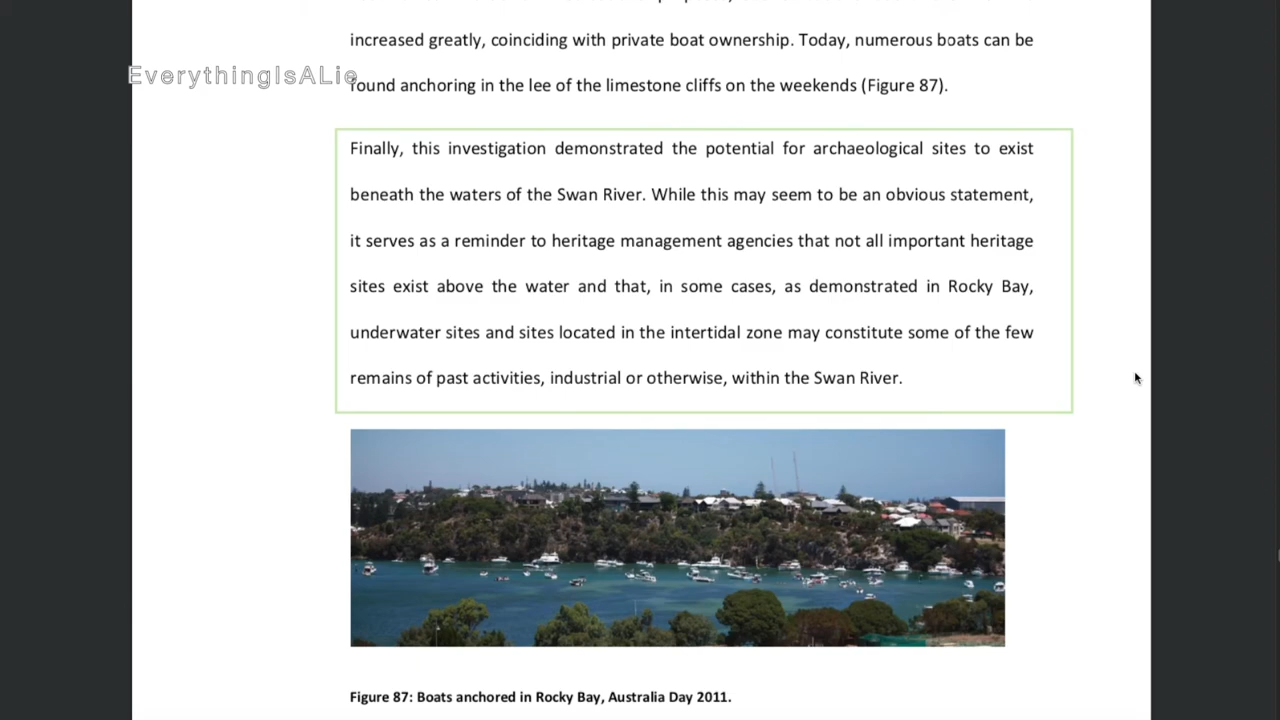 increased greatly, coinciding with private boat ownership. Today, numerous boats can be
EverythingIsALie
found anchoring in the lee of the limestone cliffs on the weekends (Figure 87).
Finally, this investigation demonstrated the potential for archaeological sites to exist
beneath the waters of the Swan River. While this may seem to be an obvious statement,
it serves as a reminder to heritage management agencies that not all important heritage
sites exist above the water and that, in some cases, as demonstrated in Rocky Bay,
underwater sites and sites located in the intertidal zone may constitute some of the few
remains of past activities, industrial or otherwise, within the Swan River.
Figure 87: Boats anchored in Rocky Bay, Australia Day 2011.